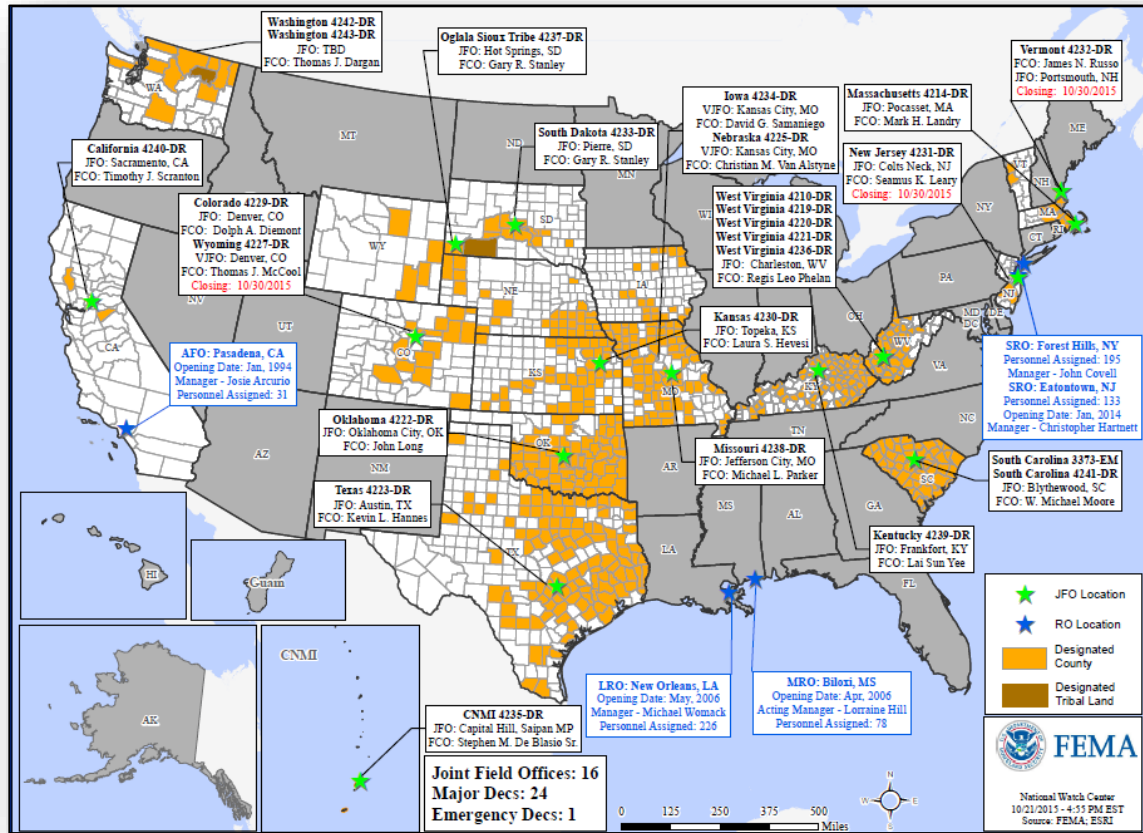 Washington 4242-DR
Washington 4243-DR
JFO: TBD
FCO: Thomas J. Dargan
Oglala Sioux Tribe 4237-DR
JFO: Hot Springs, SD
FCO: Gary R. Stanley
Vermont 4232-DR
FCO: James N. Russo
JFO: Portsmouth, NH
Closing: 10/30/2015
Iowa 4234-DR
VJFO: Kansas City, MO
FCO: David G. Samaniego
Nebraska 4225-DR
VJFO: Kansas City, MO
FCO: Christian M. Van Alstyne
Massachusetts 4214-DR
JFO: Pocasset, MA
FCO: Mark H. Landry
South Dakota 4233-DR
JFO: Pierre, SD
FCO: Gary R. Stanley
California 4240-DR
JFO: Sacramento, CA
FCO: Timothy J. Scranton
New Jersey 4231-DR
JFO: Colts Neck, NJ
FCO: Seamus K. Leary
Closing: 10/30/2015
Colorado 4229-DR
JFO: Denver, CO
FCO: Dolph A. Diemont
Wyoming 4227-DR
VJFO: Denver, CO
FCO: Thomas J. McCool
Closing: 10/30/2015
West Virginia 4210-DR
West Virginia 4219-DR
West Virginia 4220-DR
West Virginia 4221-DR
West Virginia 4236-DR
JFO: Charleston, WV
FCO: Regis Leo Phelan
Kansas 4230-DR
JFO: Topeka, KS
FCO: Laura S. Hevesi
AFO: Pasadena, CA
Opening Date: Jan, 1994
Manager - Josie Arcurio
Personnel Assigned: 31
SRO: Forest Hills, NY
Personnel Assigned: 195
Manager - John Covell
SRO: Eatontown, NJ
Personnel Assigned: 133
Opening Date: Jan, 2014
Manager - Christopher Hartnett
Oklahoma 4222-DR
JFO: Oklahoma City, OK
FCO: John Long
Missouri 4238-DR
JFO: Jefferson City, MO
FCO: Michael L. Parker
South Carolina 3373-EM
South Carolina 4241-DR
JFO: Blythewood, SC
FCO: W. Michael Moore
Texas 4223-DR
JFO: Austin, TX
FCO: Kevin L. Hannes
Kentucky 4239-DR
JFO: Frankfort, KY
FCO: Lai Sun Yee
LRO: New Orleans, LA
Opening Date: May, 2006
Manager - Michael Womack
Personnel Assigned: 226
MRO: Biloxi, MS
Opening Date: Apr, 2006
Acting Manager - Lorraine Hill
Personnel Assigned: 78
CNMI 4235-DR
JFO: Capital Hill, Saipan MP
FCO: Stephen M. De Blasio Sr.
Joint Field Offices: 16
Major Decs: 24
Emergency Decs: 1
WA
MT
ND
MN
ME
VT
NH
NY
MA
CT
RI
SD
WY
WI
IA
PA
NJ
NE
NV
UT
CO
CA
OH
MD
DE
DC
WV
VA
KS
MO
KY
NC
TN
OK
AZ
NM
AR
SC
MS
AL
GA
TX
LA
FL
HI
Guam
AK
CNMI
JFO Location
RO Location
Designated
County
Designated
Tribal Land
FEMA
National Watch Center
10/21/2015 - 4:55 PM EST
Source: FEMA; ESRI
N
W
E
S
0 125 250 375 500
Miles